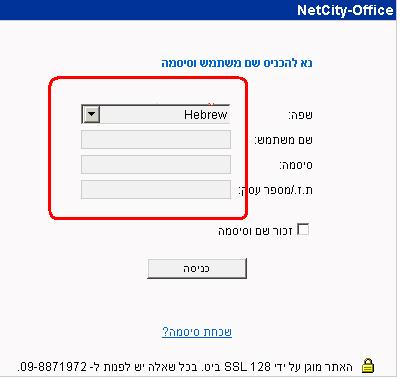 NetCity-Office
נא להכניס שם משתמש וסיסמה
שפה:
Hebrew
שם משתמש:
סיסמה:
ת.ז./מספר עסק:
זכור שם וסיסמה
כניסה
שכחת סיסמה?
האתר מוגן על ידי SSL 128 ביט. בכל שאלה יש לפנות ל- 09-8871972.